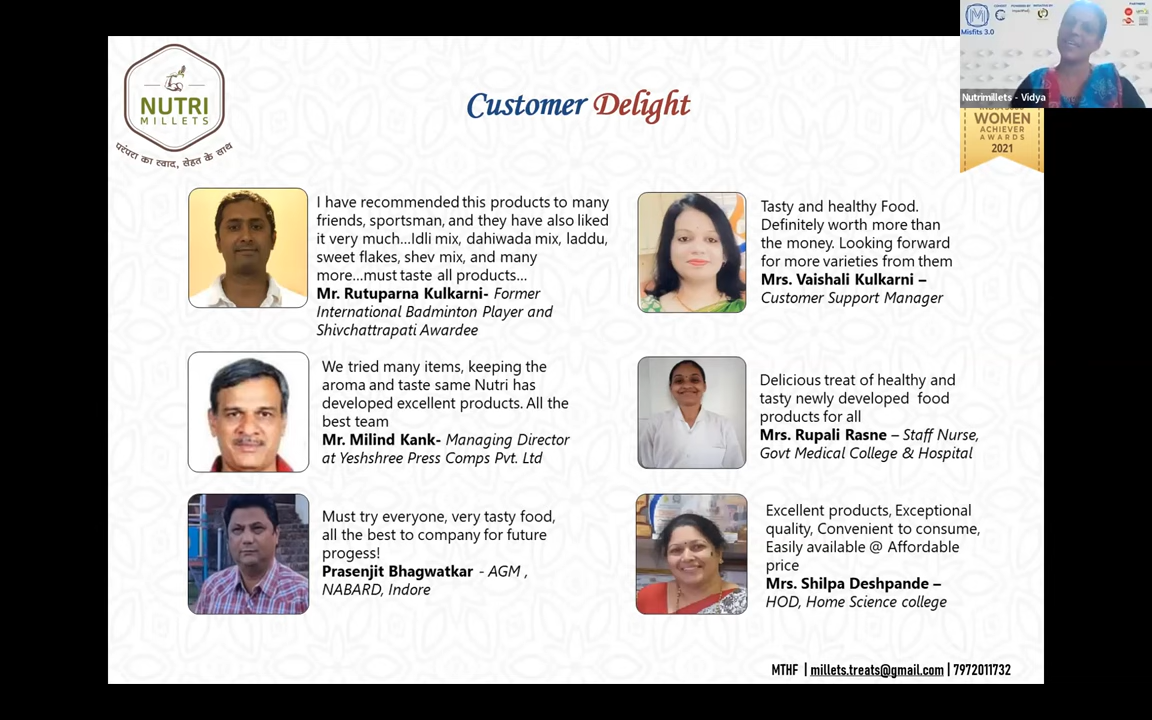 NUTRI
MILLETS
परंपरा का स्वाद, सेहत के साथ
Customer Delight
Misfits 3.0
Nutrimillets - Vidya
WOMEN
ACHIEVER
AWARDS
2021
I have recommended this products to many
friends, sportsman, and they have also liked
it very much...Idli mix, dahiwada mix, laddu,
sweet flakes, shev mix, and many
more...must taste all products...
Mr. Rutuparna Kulkarni- Former
International Badminton Player and
Shivchattrapati Awardee
Tasty and healthy Food.
Definitely worth more than
the money. Looking forward
for more varieties from them
Mrs. Vaishali Kulkarni –
Customer Support Manager
We tried many items, keeping the
aroma and taste same Nutri has
developed excellent products. All the
best team
Mr. Milind Kank- Managing Director
at Yeshshree Press Comps Pvt. Ltd
Delicious treat of healthy and
tasty newly developed food
products for all
Mrs. Rupali Rasne – Staff Nurse,
Govt Medical College & Hospital
Must try everyone, very tasty food,
all the best to company for future
progess!
Prasenjit Bhagwatkar - AGM ,
NABARD, Indore
Excellent products, Exceptional
quality, Convenient to consume,
Easily available @ Affordable
price
Mrs. Shilpa Deshpande –
HOD, Home Science college
MTHF | millets.treats@gmail.com | 7972011732